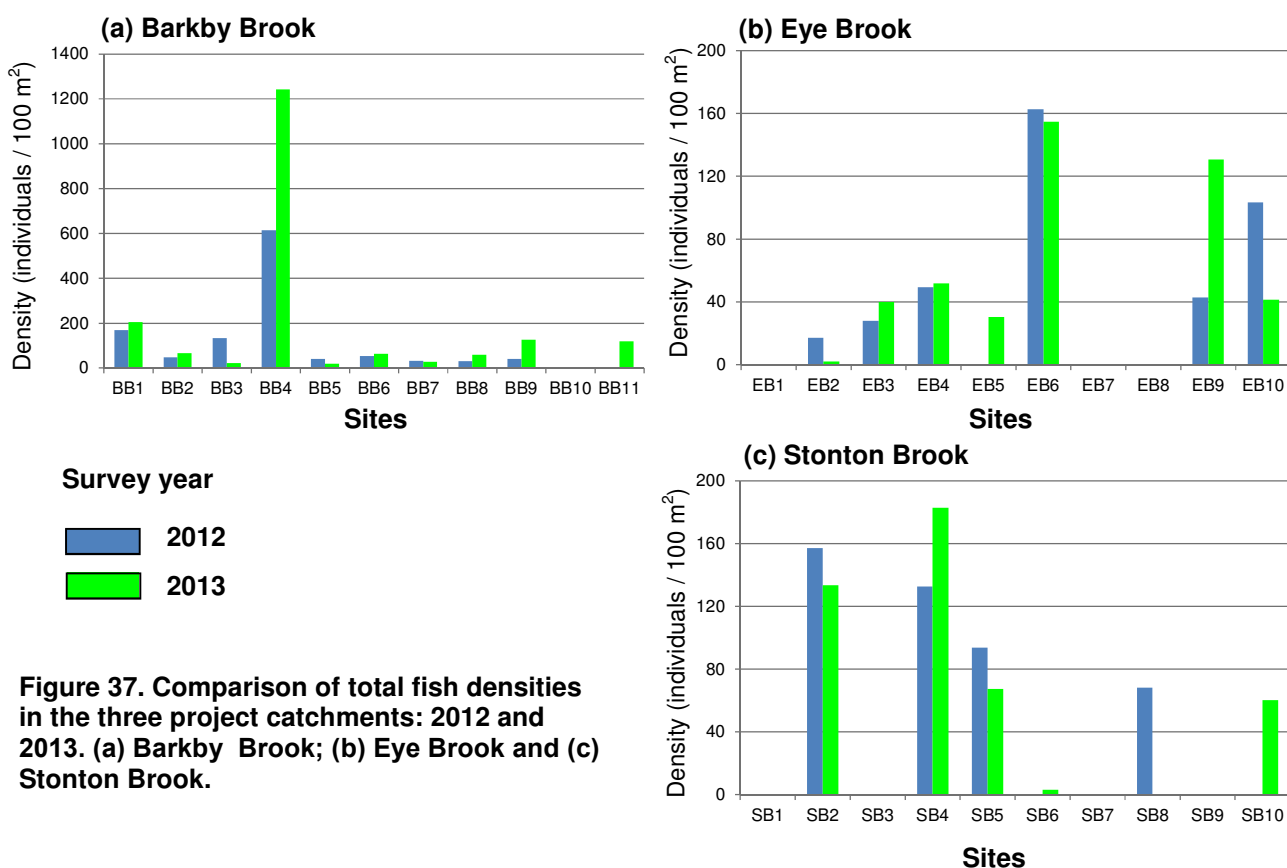 (a) Barkby Brook
Density (individuals / 100 m²)
1400
1200
1000
800
600
400
200
0
BB1 BB2 BB3 BB4 BB5 BB6 BB7 BB8 BB9 BB10 BB11
Sites
(b) Eye Brook
Density (individuals / 100 m²)
200
160
120
80
40
0
EB1 EB2 EB3 EB4 EB5 EB6 EB7 EB8 EB9 EB10
Sites
Survey year
2012
2013
(c) Stonton Brook
Density (individuals / 100 m²)
200
160
120
80
40
0
SB1 SB2 SB3 SB4 SB5 SB6 SB7 SB8 SB9 SB10
Sites
Figure 37. Comparison of total fish densities
in the three project catchments: 2012 and
2013. (a) Barkby Brook; (b) Eye Brook and (c)
Stonton Brook.